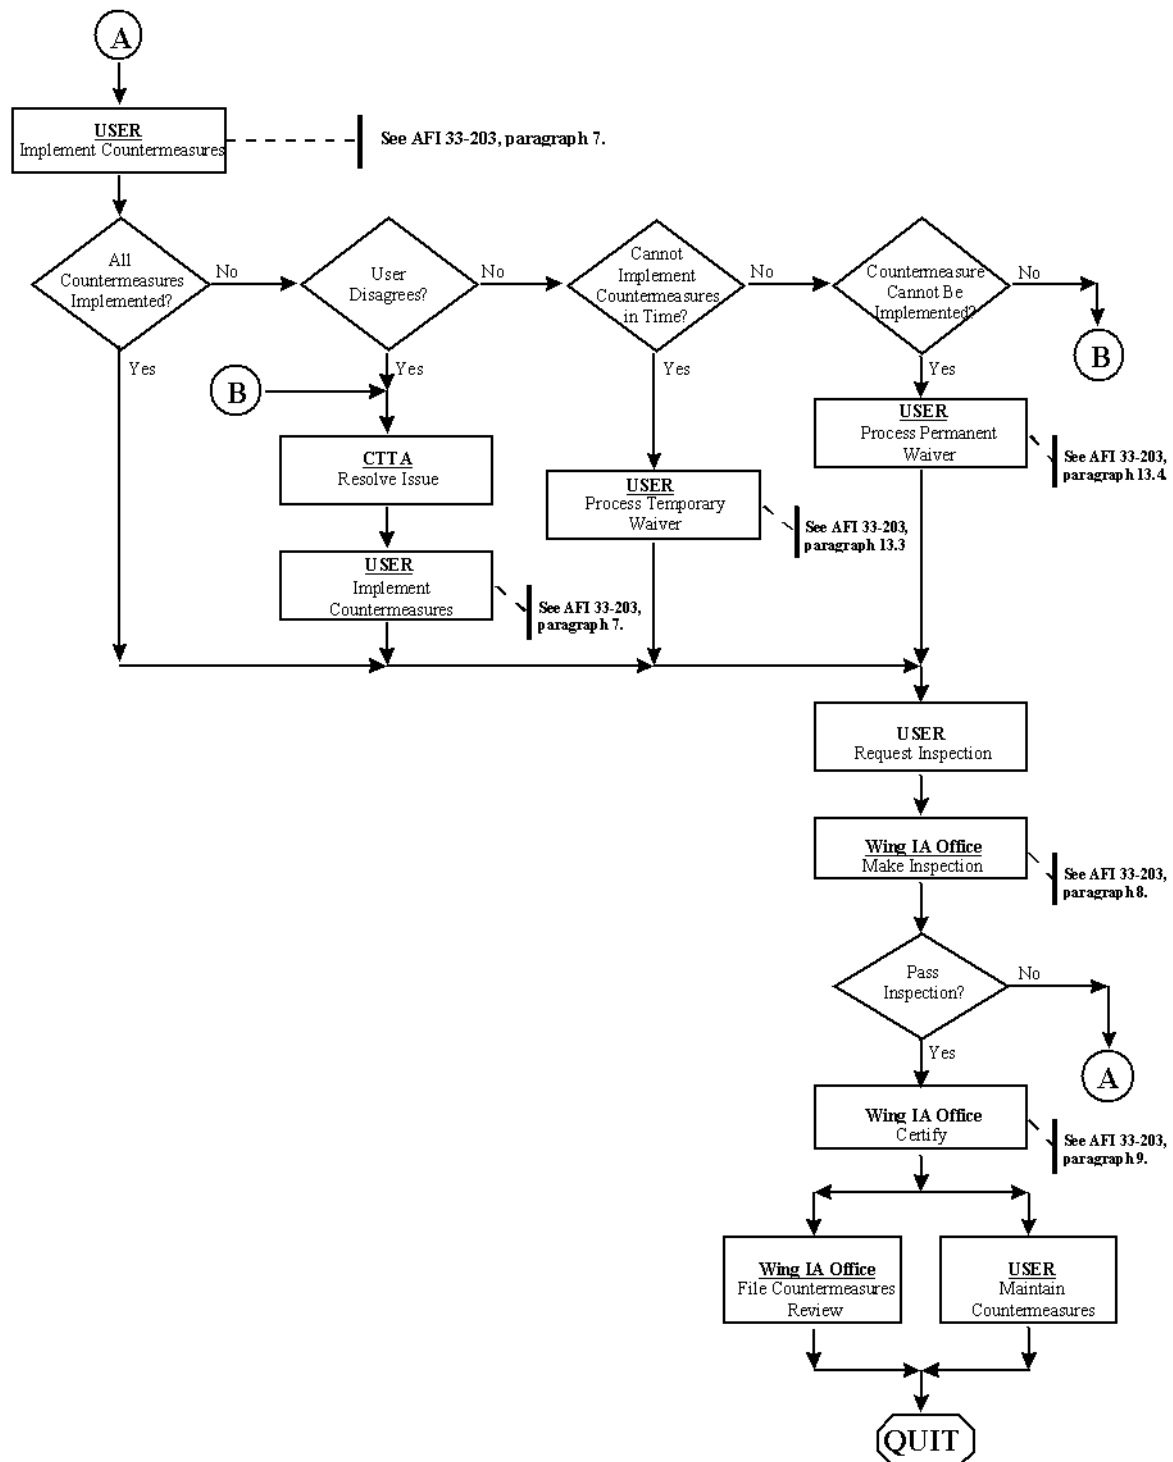 A
USER
Implement Countermeasures
See AFI 33-203, paragraph 7.
All
Countermeasures
Implemented?
No
User
Disagrees?
No
Cannot
Implement
Countermeasures
in Time?
No
Countermeasure
Cannot Be
Implemented?
No
B
Yes
B
Yes
Yes
Yes
CTTA
Resolve Issue
USER
Implement
Countermeasures
See AFI 33-203,
paragraph 7.
USER
Process Temporary
Waiver
See AFI 33-203,
paragraph 13.3
USER
Process Permanent
Waiver
See AFI 33-203,
paragraph 13.4.
USER
Request Inspection
Wing IA Office
Make Inspection
See AFI 33-203,
paragraph 8.
Pass
Inspection?
No
A
Yes
Wing IA Office
Certify
See AFI 33-203,
paragraph 9.
Wing IA Office
File Countermeasures
Review
USER
Maintain
Countermeasures
QUIT